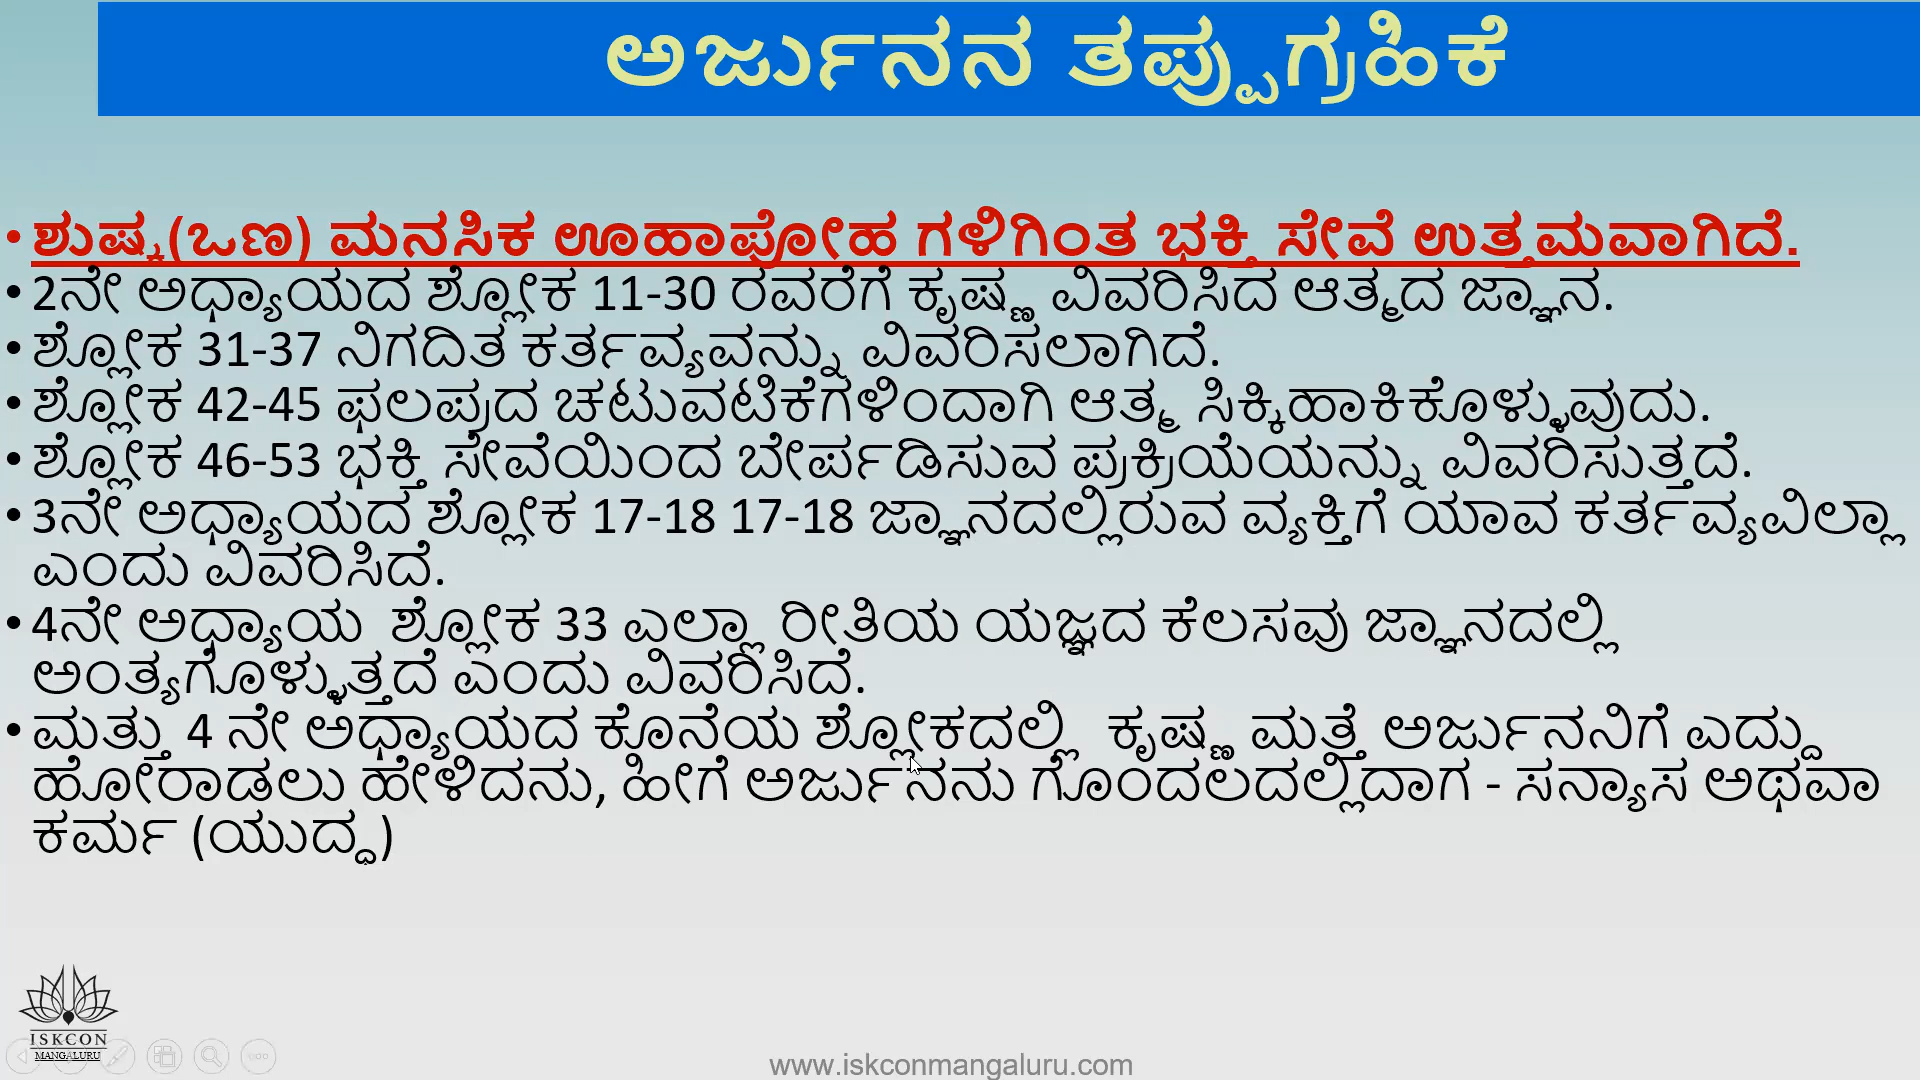 ಅರ್ಜುನನ ತಪ್ಪುಗ್ರಹಿಕೆ
• ಶುಷ್ಕ(ಒಣ) ಮನಸಿಕ ಊಹಾಪೋಹ ಗಳಿಗಿಂತ ಭಕ್ತಿ ಸೇವೆ ಉತ್ತಮವಾಗಿದೆ.
• 2ನೇ ಅಧ್ಯಾಯದ ಶ್ಲೋಕ 11-30 ರವರೆಗೆ ಕೃಷ್ಣ ವಿವರಿಸಿದ ಆತ್ಮದ ಜ್ಞಾನ.
• ಶ್ಲೋಕ 31-37 ನಿಗದಿತ ಕರ್ತವ್ಯವನ್ನು ವಿವರಿಸಲಾಗಿದೆ.
• ಶ್ಲೋಕ 42-45 ಫಲಪ್ರದ ಚಟುವಟಿಕೆಗಳಿಂದಾಗಿ ಆತ್ಮ ಸಿಕ್ಕಿಹಾಕಿಕೊಳ್ಳುವುದು.
• ಶ್ಲೋಕ 46-53 ಭಕ್ತಿ ಸೇವೆಯಿಂದ ಬೇರ್ಪಡಿಸುವ ಪ್ರಕ್ರಿಯೆಯನ್ನು ವಿವರಿಸುತ್ತದೆ.
• 3ನೇ ಅಧ್ಯಾಯದ ಶ್ಲೋಕ 17-18 17-18 ಜ್ಞಾನದಲ್ಲಿರುವ ವ್ಯಕ್ತಿಗೆ ಯಾವ ಕರ್ತವ್ಯವಿಲ್ಲಾ
ಎಂದು ವಿವರಿಸಿದೆ.
• 4ನೇ ಅಧ್ಯಾಯ ಶ್ಲೋಕ 33 ಎಲ್ಲಾ ರೀತಿಯ ಯಜ್ಞದ ಕೆಲಸವು ಜ್ಞಾನದಲ್ಲಿ
ಅಂತ್ಯಗೊಳ್ಳುತ್ತದೆ ಎಂದು ವಿವರಿಸಿದೆ.
• ಮತ್ತು 4 ನೇ ಅಧ್ಯಾಯದ ಕೊನೆಯ ಶ್ಲೋಕದಲ್ಲಿ ಕೃಷ್ಣ ಮತ್ತೆ ಅರ್ಜುನನಿಗೆ ಎದ್ದು
ಹೋರಾಡಲು ಹೇಳಿದನು, ಹೀಗೆ ಅರ್ಜುನನು ಗೊಂದಲದಲ್ಲಿದಾಗ - ಸನ್ಯಾಸ ಅಥವಾ
ಕರ್ಮ (ಯುದ್ಧ)
ISKCON
MANGALURU
www.iskconmangaluru.com